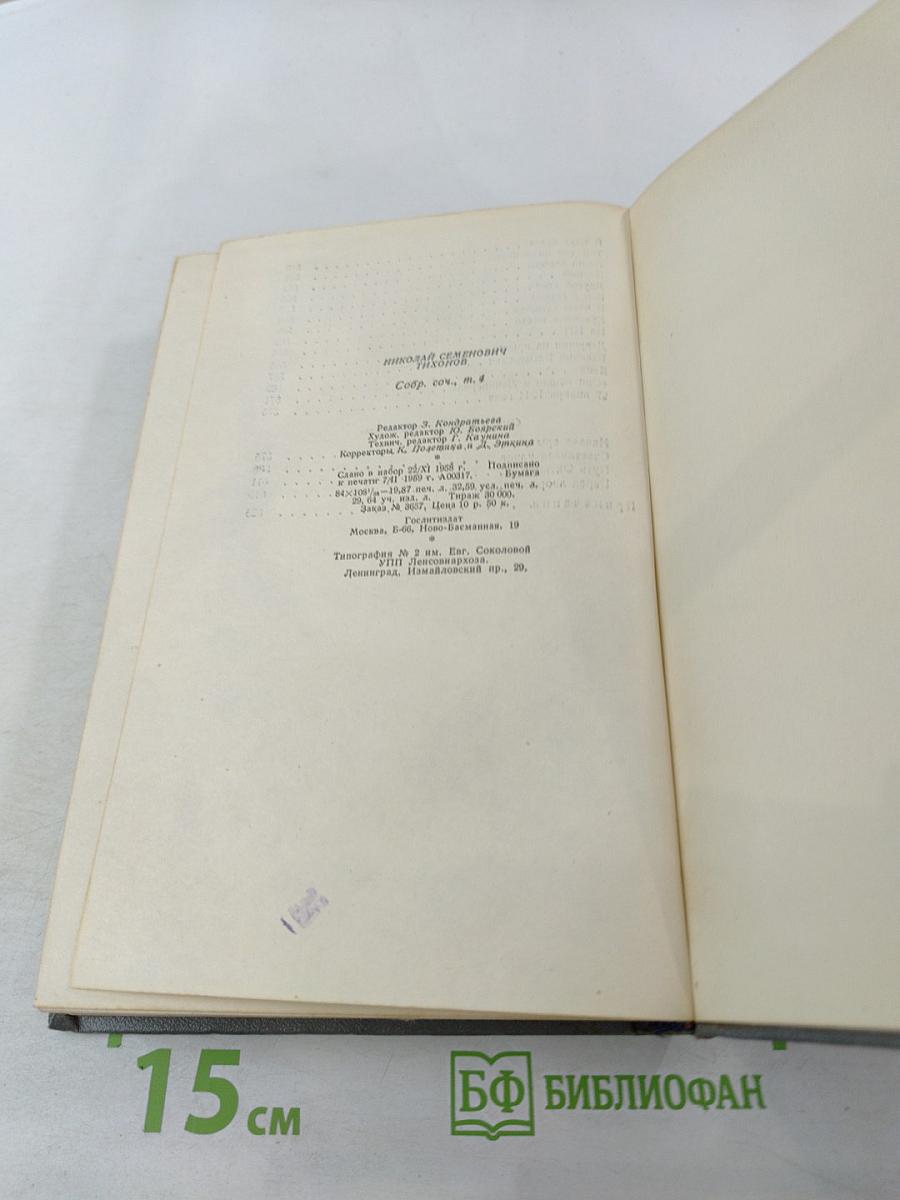 НИКОЛАЙ СЕМЕНОВИЧ
ТИХОНОВ
Собр. соч., т. 4
Редактор З. Кондратьева
Худож. редактор Ю. Боярский
Технич. редактор Г. Каунина
Корректоры К. Полетика и Д. Эткина
*
Сдано в набор 22/XI 1958 г. Подписано
к печати 7/II 1959 г. А00317. Бумага
84×108¹/₃₂—19,87 печ. л. 32,59 усл. печ. л.
29,64 уч. изд. л. Тираж 30 000.
Заказ № 3657, Цена 10 р. 50 к.
Гослитиздат
Москва, Б-66, Ново-Басманная, 19
*
Типография № 2 им. Евг. Соколовой
УПП Ленсовнархоза.
Ленинград, Измайловский пр., 29,
15 см
БФ БИБЛИОФАН